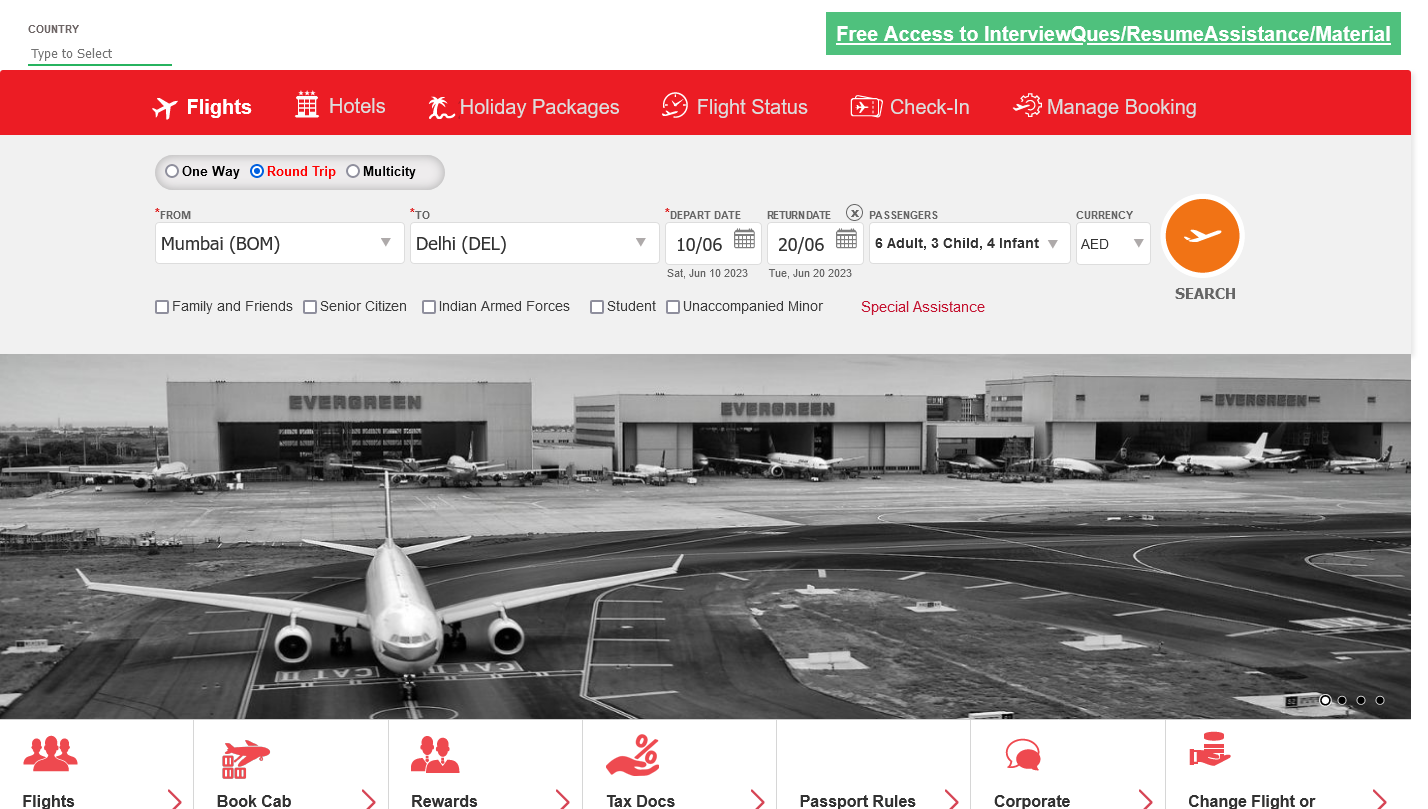 COUNTRY
Type to Select
Free Access to InterviewQues/ResumeAssistance/Material
Flights
Hotels
Holiday Packages
Flight Status
Check-In
Manage Booking
One Way
Round Trip
Multicity
*FROM
*TO
*DEPART DATE
RETURNDATE
x
PASSENGERS
CURRENCY
Mumbai (BOM)
Delhi (DEL)
10/06
20/06
6 Adult, 3 Child, 4 Infant
AED
Sat, Jun 10 2023
Tue, Jun 20 2023
SEARCH
Family and Friends
Senior Citizen
Indian Armed Forces
Student
Unaccompanied Minor
Special Assistance
EVERGREEN
EVERGREEN
EVERGREEN
CAT II
CAT II
Flights
Book Cab
Rewards
Tax Docs
Passport Rules
Corporate
Change Flight or